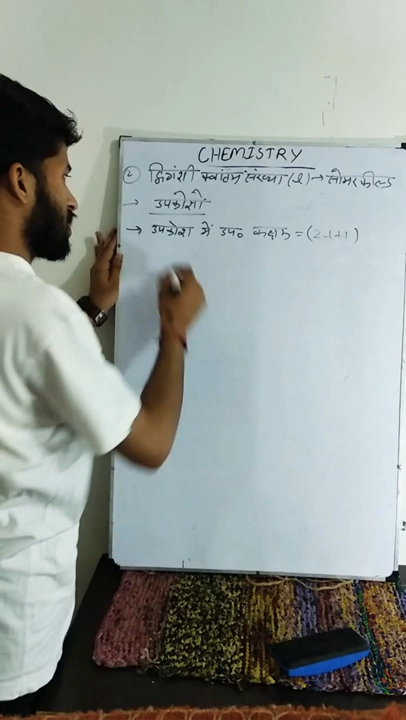 CHEMISTRY
② द्विगंशी क्वांटम संख्या (l) → सोमरफील्ड
→ उपकोशो -
→ उपकोश में उप० कक्षक = (2l+1)